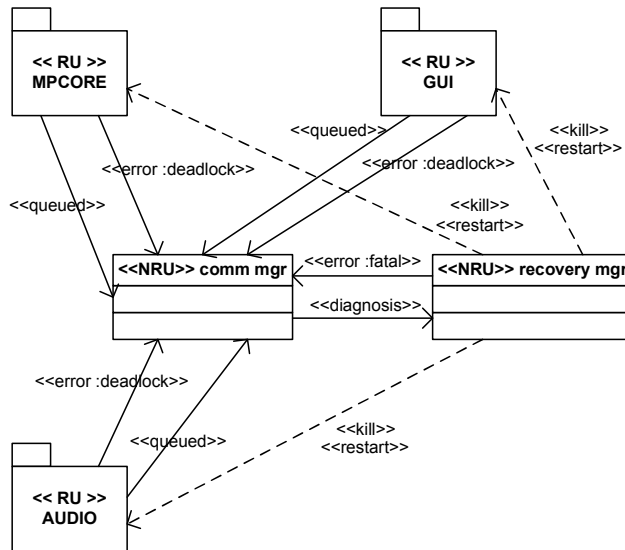 << RU >>
MPCORE
<< RU >>
GUI
<<queued>>
<<kill>>
<<restart>>
<<error :deadlock>>
<<error :deadlock>>
<<queued>>
<<kill>>
<<restart>>
<<NRU>> comm mgr
<<error :fatal>>
<<NRU>> recovery mgr
<<diagnosis>>
<<error :deadlock>>
<<kill>>
<<restart>>
<<queued>>
<< RU >>
AUDIO